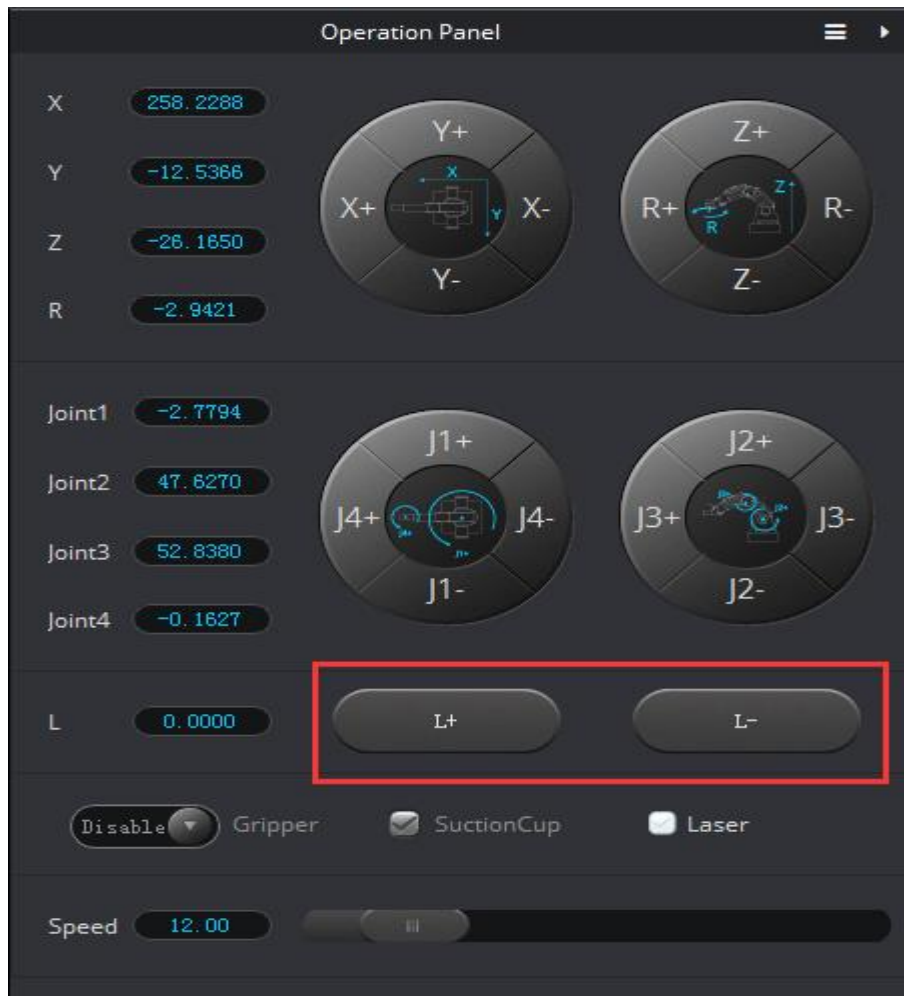 Operation Panel
X 258.2288
Y -12.5366
Z -26.1650
R -2.9421
Y+
X+ X X-
Y
Y-
Z+
R+ Z R-
R
Z-
Joint1 -2.7794
Joint2 47.6270
Joint3 52.8380
Joint4 -0.1627
J1+
J4+ J4-
J1-
J2+
J3+ J3-
J2-
L 0.0000 L+ L-
Disable Gripper SuctionCup Laser
Speed 12.00